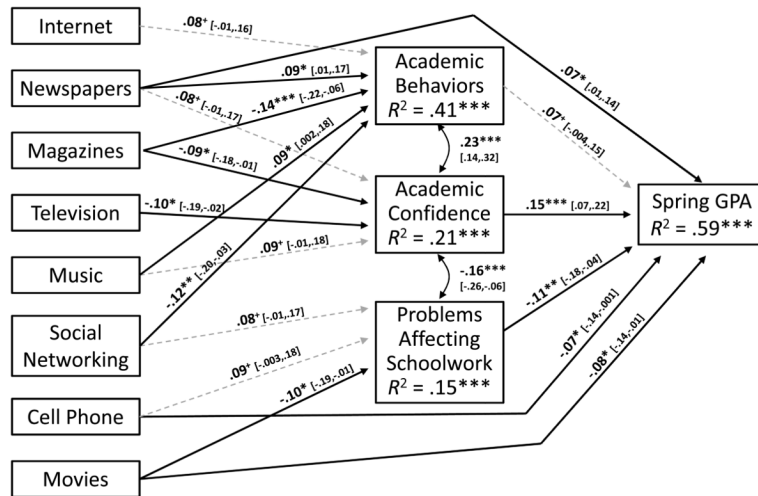 Internet
Newspapers
Magazines
Television
Music
Social
Networking
Cell Phone
Movies
.08⁺ [-.01,.16]
.09* [.01,.17]
.08⁺ [-.01,.17]
-.14*** [-.22,-.06]
-.09* [-.18,-.01]
-.10* [-.19,-.02]
.09* [.002,.18]
.09⁺ [-.01,.18]
-.12** [-.20,-.03]
.08⁺ [-.01,.17]
.09⁺ [-.003,.18]
-.10* [-.19,-.01]
Academic
Behaviors
R² = .41***
.23***
[.14,.32]
Academic
Confidence
R² = .21***
-.16***
[-.26,-.06]
Problems
Affecting
Schoolwork
R² = .15***
.07* [.01,.14]
.07⁺ [-.004,.15]
.15*** [.07,.22]
-.11** [-.18,-.04]
-.07* [-.14,-.001]
-.08* [-.14,-.01]
Spring GPA
R² = .59***